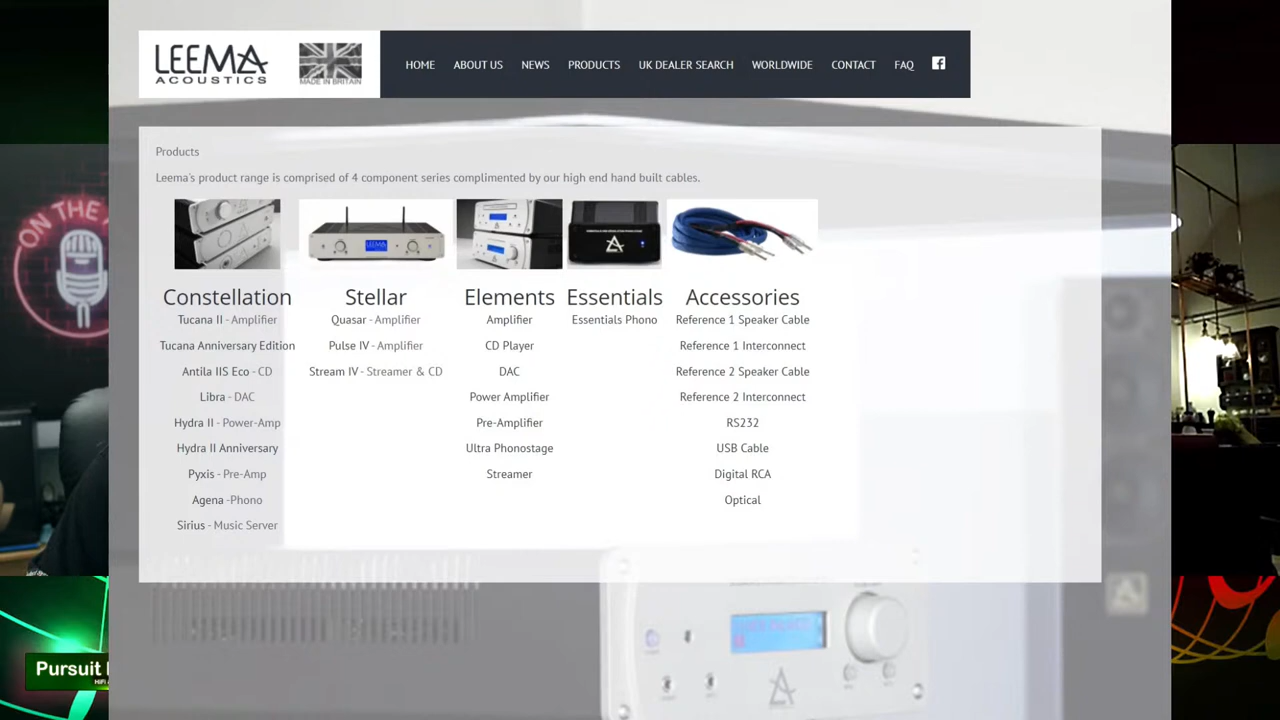 LEEMA
ACOUSTICS
MADE IN BRITAIN
HOME ABOUT US NEWS PRODUCTS UK DEALER SEARCH WORLDWIDE CONTACT FAQ
Products
Leema's product range is comprised of 4 component series complimented by our high end hand built cables.
LEEMA
Constellation
Tucana II - Amplifier
Tucana Anniversary Edition
Antila IIS Eco - CD
Libra - DAC
Hydra II - Power-Amp
Hydra II Anniversary
Pyxis - Pre-Amp
Agena -Phono
Sirius - Music Server
Stellar
Quasar - Amplifier
Pulse IV - Amplifier
Stream IV - Streamer & CD
Elements
Amplifier
CD Player
DAC
Power Amplifier
Pre-Amplifier
Ultra Phonostage
Streamer
Essentials
Essentials Phono
Accessories
Reference 1 Speaker Cable
Reference 1 Interconnect
Reference 2 Speaker Cable
Reference 2 Interconnect
RS232
USB Cable
Digital RCA
Optical
ON THE
Pursuit
HiFi